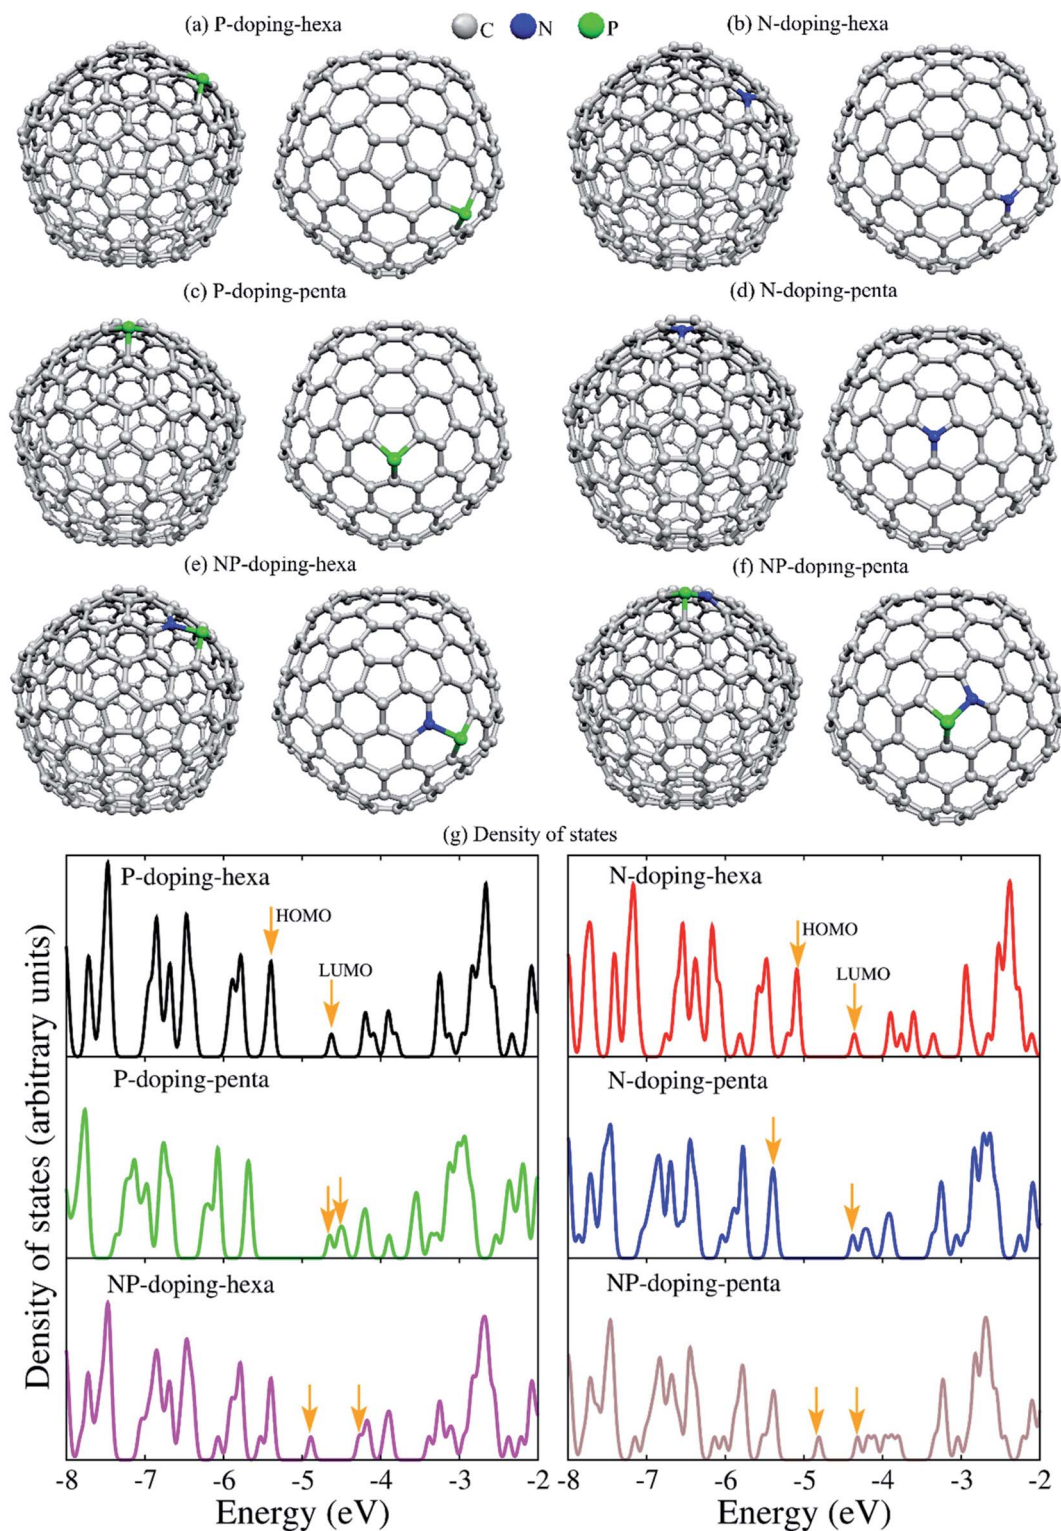 (a) P-doping-hexa
C N P
(b) N-doping-hexa
(c) P-doping-penta
(d) N-doping-penta
(e) NP-doping-hexa
(f) NP-doping-penta
(g) Density of states
Density of states (arbitrary units)
P-doping-hexa
HOMO
LUMO
N-doping-hexa
HOMO
LUMO
P-doping-penta
N-doping-penta
NP-doping-hexa
NP-doping-penta
-8 -7 -6 -5 -4 -3 -2
-8 -7 -6 -5 -4 -3 -2
Energy (eV)
Energy (eV)